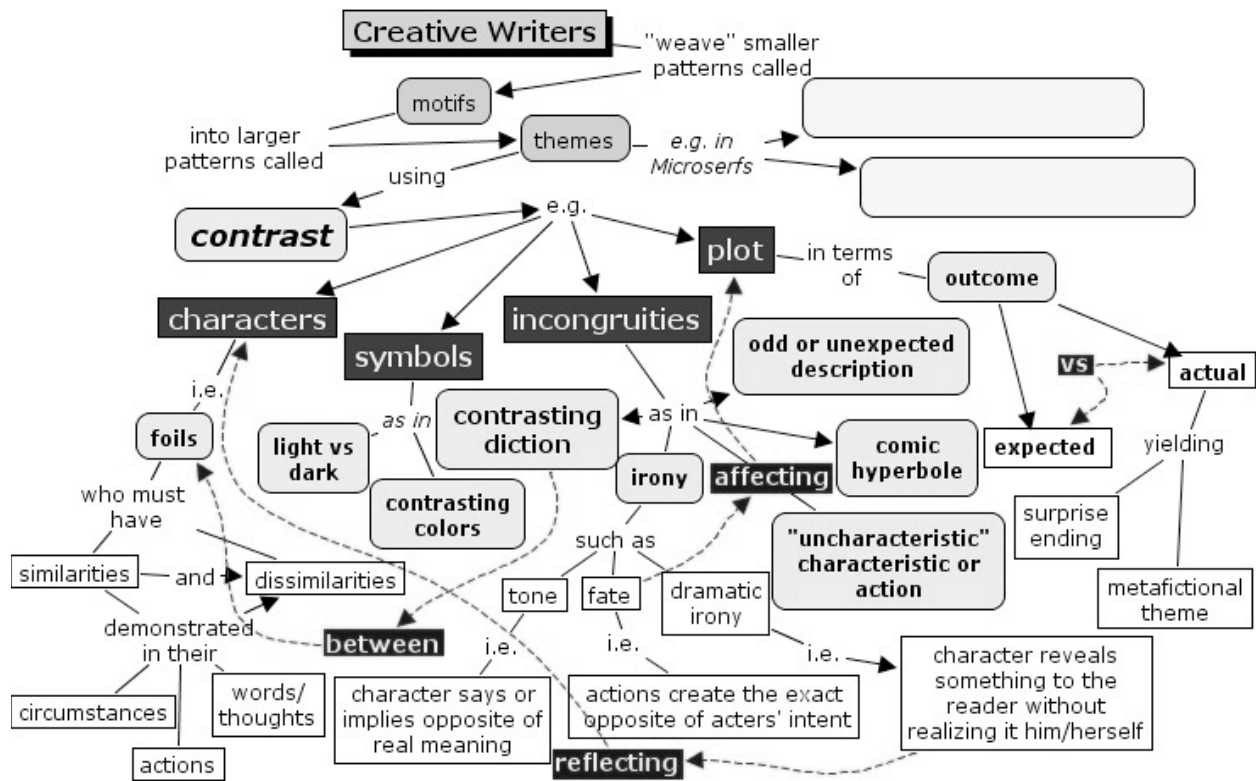 Creative Writers
"weave" smaller
patterns called
motifs
into larger
patterns called
themes
e.g. in
Microserfs
using
contrast
e.g.
plot
in terms
of
outcome
characters
symbols
incongruities
odd or unexpected
description
vs
actual
i.e.
as in
contrasting
diction
as in
foils
light vs
dark
irony
affecting
comic
hyperbole
expected
yielding
who must
have
contrasting
colors
surprise
ending
such as
"uncharacteristic"
characteristic or
action
similarities
and
dissimilarities
tone
fate
dramatic
irony
metafictional
theme
demonstrated
in their
between
i.e.
i.e.
i.e.
circumstances
words/
thoughts
actions
character says or
implies opposite of
real meaning
actions create the exact
opposite of acters' intent
character reveals
something to the
reader without
realizing it him/herself
reflecting